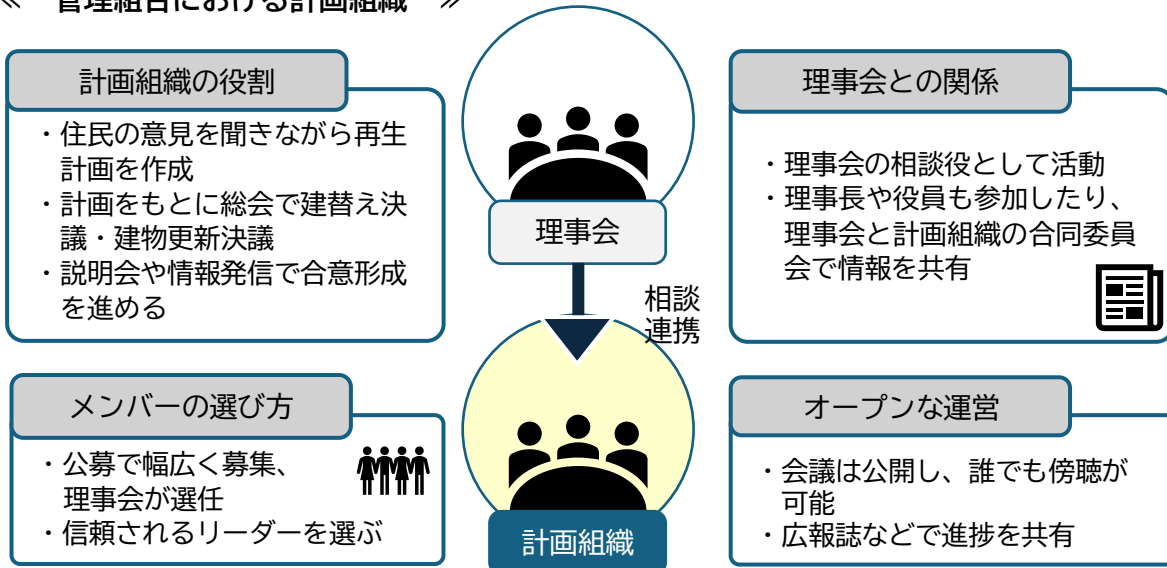 ≪　管理組合における計画組織　≫
計画組織の役割
・住民の意見を聞きながら再生
計画を作成
・計画をもとに総会で建替え決
議・建物更新決議
・説明会や情報発信で合意形成
を進める
理事会
相談
連携
計画組織
理事会との関係
・理事会の相談役として活動
・理事長や役員も参加したり、
理事会と計画組織の合同委員
会で情報を共有
メンバーの選び方
・公募で幅広く募集、
理事会が選任
・信頼されるリーダーを選ぶ
オープンな運営
・会議は公開し、誰でも傍聴が
可能
・広報誌などで進捗を共有